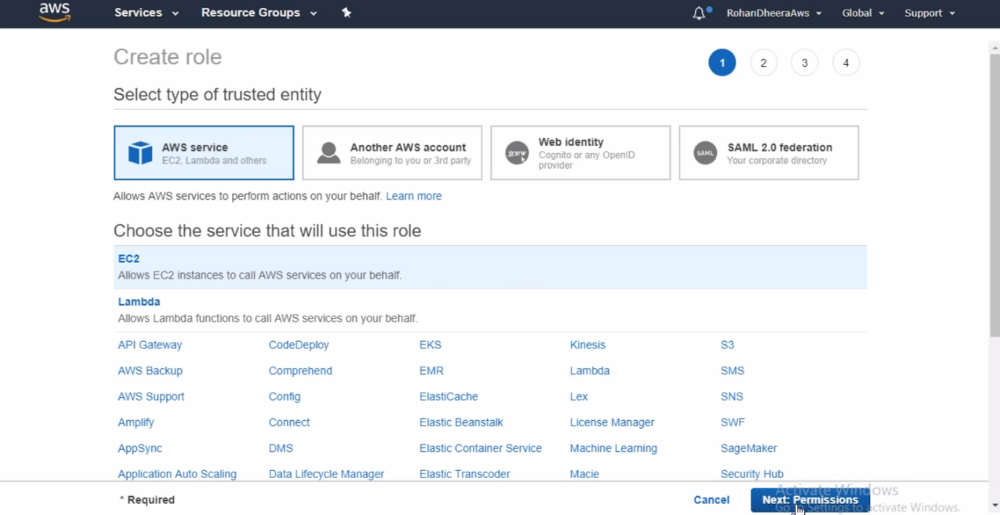 aws Services Resource Groups RohanDheeraAws Global Support
Create role 1 2 3 4
Select type of trusted entity
AWS service
EC2, Lambda and others
Another AWS account
Belonging to you or 3rd party
www
Web identity
Cognito or any OpenID
provider
SAML
SAML 2.0 federation
Your corporate directory
Allows AWS services to perform actions on your behalf. Learn more
Choose the service that will use this role
EC2
Allows EC2 instances to call AWS services on your behalf.
Lambda
Allows Lambda functions to call AWS services on your behalf.
API Gateway CodeDeploy EKS Kinesis S3
AWS Backup Comprehend EMR Lambda SMS
AWS Support Config ElastiCache Lex SNS
Amplify Connect Elastic Beanstalk License Manager SWF
AppSync DMS Elastic Container Service Machine Learning SageMaker
Application Auto Scaling Data Lifecycle Manager Elastic Transcoder Macie Security Hub
Activate Windows
* Required Cancel Next: Permissions
Go to Settings to activate Windows.